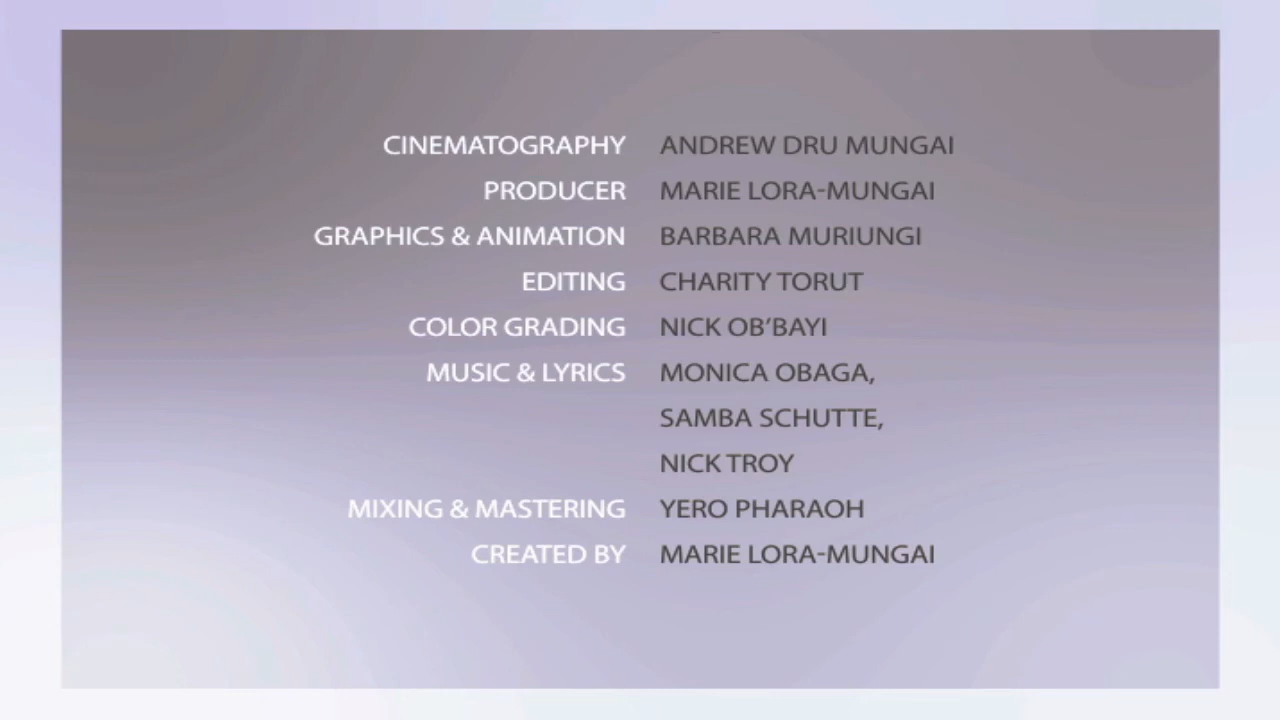 CINEMATOGRAPHY ANDREW DRU MUNGAI
PRODUCER MARIE LORA-MUNGAI
GRAPHICS & ANIMATION BARBARA MURIUNGI
EDITING CHARITY TORUT
COLOR GRADING NICK OB’BAYI
MUSIC & LYRICS MONICA OBAGA,
SAMBA SCHUTTE,
NICK TROY
MIXING & MASTERING YERO PHARAOH
CREATED BY MARIE LORA-MUNGAI